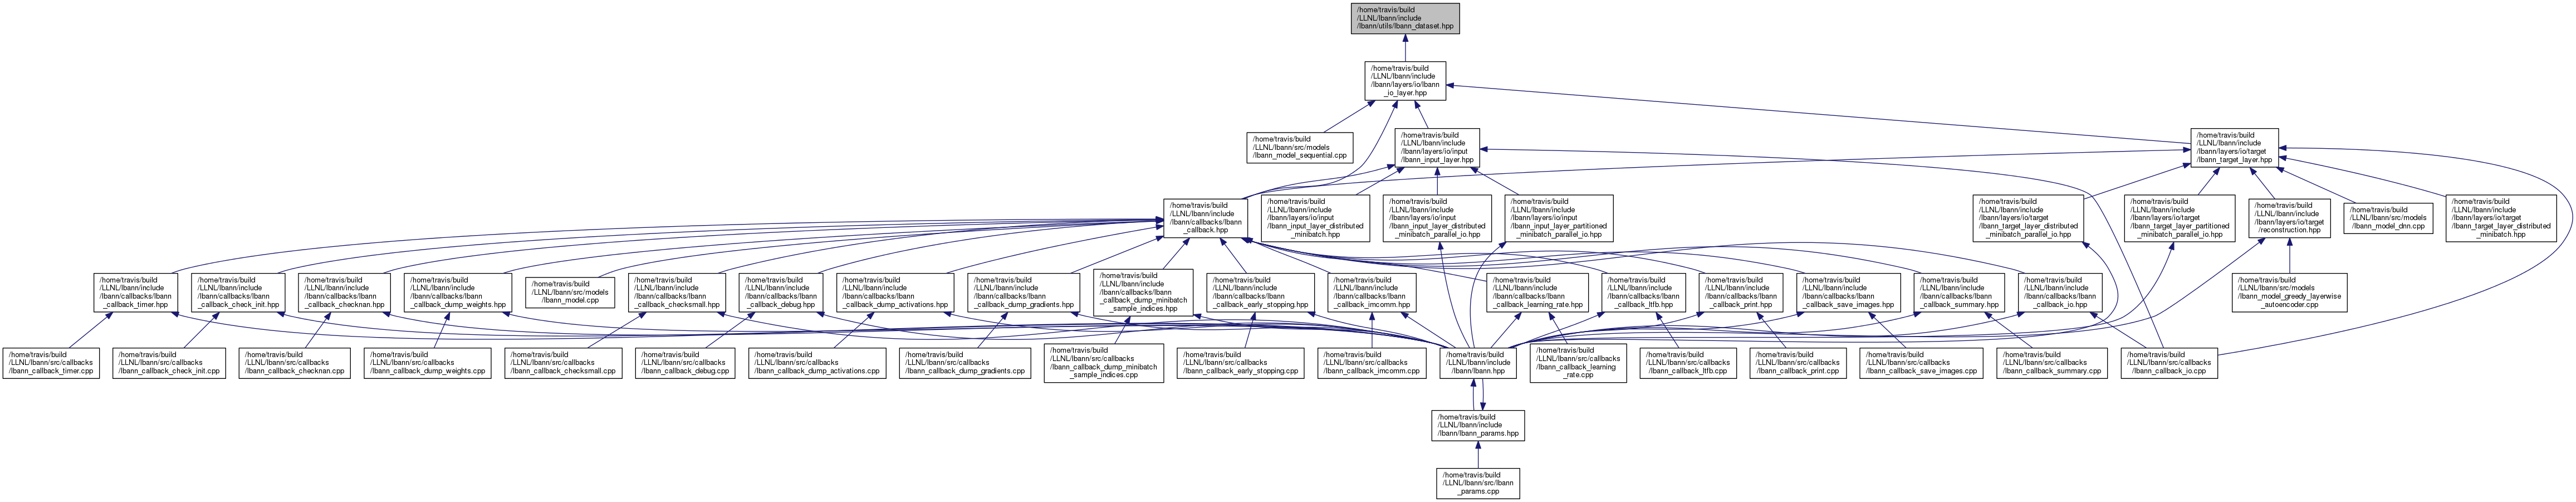 /home/travis/build
/LLNL/lbann/include
/lbann/utils/lbann_dataset.hpp
/home/travis/build
/LLNL/lbann/include
/lbann/layers/io/lbann
_io_layer.hpp
/home/travis/build
/LLNL/lbann/src/models
/lbann_model_sequential.cpp
/home/travis/build
/LLNL/lbann/include
/lbann/layers/io/input
/lbann_input_layer.hpp
/home/travis/build
/LLNL/lbann/include
/lbann/layers/io/target
/lbann_target_layer.hpp
/home/travis/build
/LLNL/lbann/include
/lbann/callbacks/lbann
_callback.hpp
/home/travis/build
/LLNL/lbann/include
/lbann/layers/io/input
/lbann_input_layer_distributed
_minibatch.hpp
/home/travis/build
/LLNL/lbann/include
/lbann/layers/io/input
/lbann_input_layer_distributed
_minibatch_parallel_io.hpp
/home/travis/build
/LLNL/lbann/include
/lbann/layers/io/input
/lbann_input_layer_partitioned
_minibatch_parallel_io.hpp
/home/travis/build
/LLNL/lbann/include
/lbann/layers/io/target
/lbann_target_layer_distributed
_minibatch_parallel_io.hpp
/home/travis/build
/LLNL/lbann/include
/lbann/layers/io/target
/lbann_target_layer_partitioned
_minibatch_parallel_io.hpp
/home/travis/build
/LLNL/lbann/include
/lbann/layers/io/target
/reconstruction.hpp
/home/travis/build
/LLNL/lbann/src/models
/lbann_model_dnn.cpp
/home/travis/build
/LLNL/lbann/include
/lbann/layers/io/target
/lbann_target_layer_distributed
_minibatch.hpp
/home/travis/build
/LLNL/lbann/include
/lbann/callbacks/lbann
_callback_timer.hpp
/home/travis/build
/LLNL/lbann/include
/lbann/callbacks/lbann
_callback_check_init.hpp
/home/travis/build
/LLNL/lbann/include
/lbann/callbacks/lbann
_callback_checknan.hpp
/home/travis/build
/LLNL/lbann/include
/lbann/callbacks/lbann
_callback_dump_weights.hpp
/home/travis/build
/LLNL/lbann/src/models
/lbann_model.cpp
/home/travis/build
/LLNL/lbann/include
/lbann/callbacks/lbann
_callback_checksmall.hpp
/home/travis/build
/LLNL/lbann/include
/lbann/callbacks/lbann
_callback_debug.hpp
/home/travis/build
/LLNL/lbann/include
/lbann/callbacks/lbann
_callback_dump_activations.hpp
/home/travis/build
/LLNL/lbann/include
/lbann/callbacks/lbann
_callback_dump_gradients.hpp
/home/travis/build
/LLNL/lbann/include
/lbann/callbacks/lbann
_callback_dump_minibatch
_sample_indices.hpp
/home/travis/build
/LLNL/lbann/include
/lbann/callbacks/lbann
_callback_early_stopping.hpp
/home/travis/build
/LLNL/lbann/include
/lbann/callbacks/lbann
_callback_imcomm.hpp
/home/travis/build
/LLNL/lbann/include
/lbann/callbacks/lbann
_callback_learning_rate.hpp
/home/travis/build
/LLNL/lbann/include
/lbann/callbacks/lbann
_callback_ltfb.hpp
/home/travis/build
/LLNL/lbann/include
/lbann/callbacks/lbann
_callback_print.hpp
/home/travis/build
/LLNL/lbann/include
/lbann/callbacks/lbann
_callback_save_images.hpp
/home/travis/build
/LLNL/lbann/include
/lbann/callbacks/lbann
_callback_summary.hpp
/home/travis/build
/LLNL/lbann/include
/lbann/callbacks/lbann
_callback_io.hpp
/home/travis/build
/LLNL/lbann/src/models
/lbann_model_greedy_layerwise
_autoencoder.cpp
/home/travis/build
/LLNL/lbann/src/callbacks
/lbann_callback_timer.cpp
/home/travis/build
/LLNL/lbann/src/callbacks
/lbann_callback_check_init.cpp
/home/travis/build
/LLNL/lbann/src/callbacks
/lbann_callback_checknan.cpp
/home/travis/build
/LLNL/lbann/src/callbacks
/lbann_callback_dump_weights.cpp
/home/travis/build
/LLNL/lbann/src/callbacks
/lbann_callback_checksmall.cpp
/home/travis/build
/LLNL/lbann/src/callbacks
/lbann_callback_debug.cpp
/home/travis/build
/LLNL/lbann/src/callbacks
/lbann_callback_dump_activations.cpp
/home/travis/build
/LLNL/lbann/src/callbacks
/lbann_callback_dump_gradients.cpp
/home/travis/build
/LLNL/lbann/src/callbacks
/lbann_callback_dump_minibatch
_sample_indices.cpp
/home/travis/build
/LLNL/lbann/src/callbacks
/lbann_callback_early_stopping.cpp
/home/travis/build
/LLNL/lbann/src/callbacks
/lbann_callback_imcomm.cpp
/home/travis/build
/LLNL/lbann/include
/lbann/lbann.hpp
/home/travis/build
/LLNL/lbann/src/callbacks
/lbann_callback_learning
_rate.cpp
/home/travis/build
/LLNL/lbann/src/callbacks
/lbann_callback_ltfb.cpp
/home/travis/build
/LLNL/lbann/src/callbacks
/lbann_callback_print.cpp
/home/travis/build
/LLNL/lbann/src/callbacks
/lbann_callback_save_images.cpp
/home/travis/build
/LLNL/lbann/src/callbacks
/lbann_callback_summary.cpp
/home/travis/build
/LLNL/lbann/src/callbacks
/lbann_callback_io.cpp
/home/travis/build
/LLNL/lbann/include
/lbann/lbann_params.hpp
/home/travis/build
/LLNL/lbann/src/lbann
_params.cpp